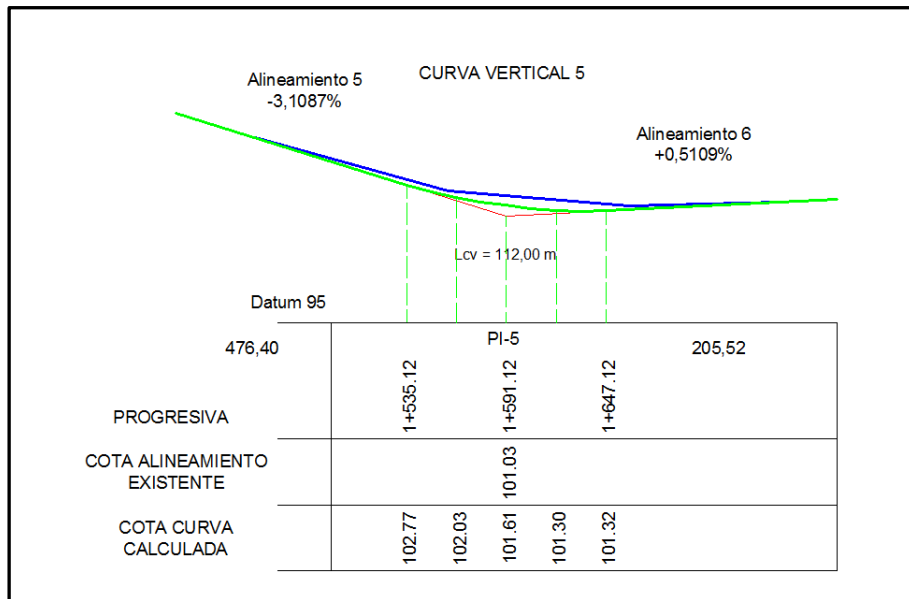 CURVA VERTICAL 5
Alineamiento 5
-3,1087%
Alineamiento 6
+0,5109%
Lcv = 112,00 m
Datum 95
476,40
PI-5
205,52
PROGRESIVA
1+535.12
1+591.12
1+647.12
COTA ALINEAMIENTO
EXISTENTE
101.03
COTA CURVA
CALCULADA
102.77
102.03
101.61
101.30
101.32